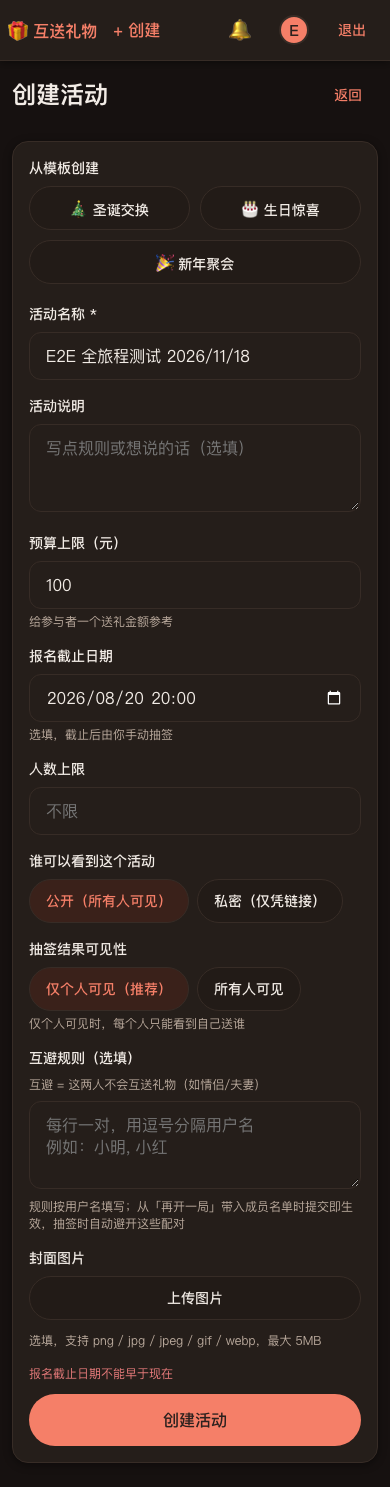 互送礼物 + 创建 E 退出
创建活动 返回
从模板创建
圣诞交换 生日惊喜
新年聚会
活动名称 *
E2E 全旅程测试 2026/11/18
活动说明
写点规则或想说的话（选填）
预算上限（元）
100
给参与者一个送礼金额参考
报名截止日期
2026/08/20 20:00
选填，截止后由你手动抽签
人数上限
不限
谁可以看到这个活动
公开（所有人可见） 私密（仅凭链接）
抽签结果可见性
仅个人可见（推荐） 所有人可见
仅个人可见时，每个人只能看到自己送谁
互避规则（选填）
互避 = 这两人不会互送礼物（如情侣/夫妻）
每行一对，用逗号分隔用户名
例如：小明, 小红
规则按用户名填写；从「再开一局」带入成员名单时提交即生
效，抽签时自动避开这些配对
封面图片
上传图片
选填，支持 png / jpg / jpeg / gif / webp，最大 5MB
报名截止日期不能早于现在
创建活动